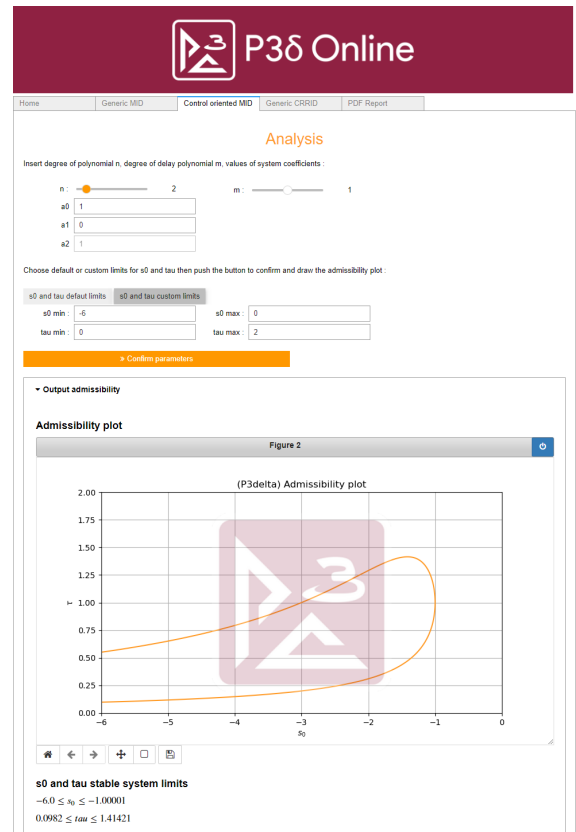 P3δ Online
Home Generic MID Control oriented MID Generic CRRID PDF Report
Analysis
Insert degree of polynomial n, degree of delay polynomial m, values of system coefficients :
n : 2 m : 1
a0 1
a1 0
a2 1
Choose default or custom limits for s0 and tau then push the button to confirm and draw the admissibility plot :
s0 and tau defaut limits s0 and tau custom limits
s0 min : -6 s0 max : 0
tau min : 0 tau max : 2
» Confirm parameters
▾ Output admissibility
Admissibility plot
Figure 2
(P3delta) Admissibility plot
2.00
1.75
1.50
1.25
τ 1.00
0.75
0.50
0.25
0.00
−6 −5 −4 −3 −2 −1 0
s₀
s0 and tau stable system limits
−6.0 ≤ s₀ ≤ −1.00001
0.0982 ≤ tau ≤ 1.41421